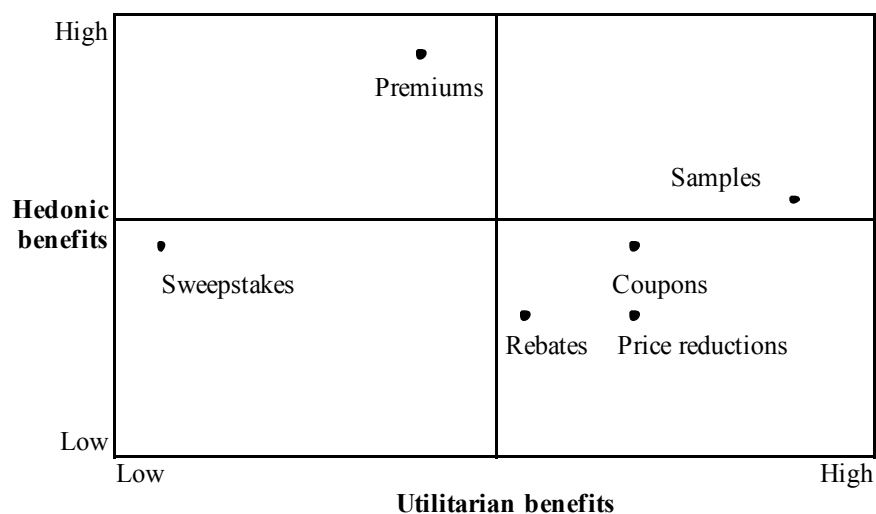 High
Premiums
Samples
Hedonic
benefits
Sweepstakes
Coupons
Rebates
Price reductions
Low
Low
High
Utilitarian benefits